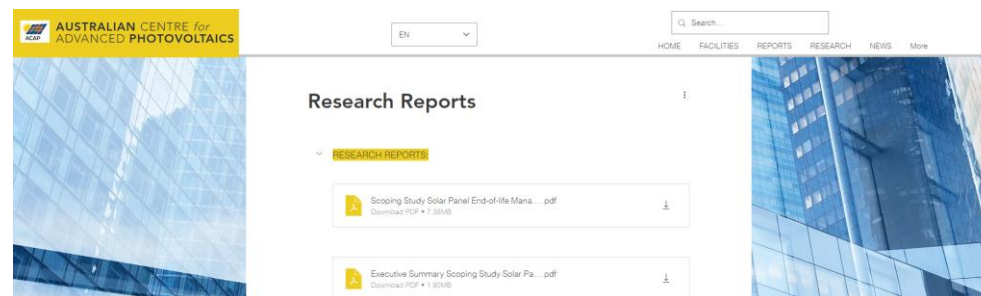 AUSTRALIAN CENTRE for
ADVANCED PHOTOVOLTAICS
ACAP
EN
Search...
HOME FACILITIES REPORTS RESEARCH NEWS More
Research Reports
RESEARCH REPORTS:
Scoping Study Solar Panel End-of-life Mana... .pdf
Download PDF • 7.38MB
Executive Summary Scoping Study Solar Pa... .pdf
Download PDF • 1.90MB